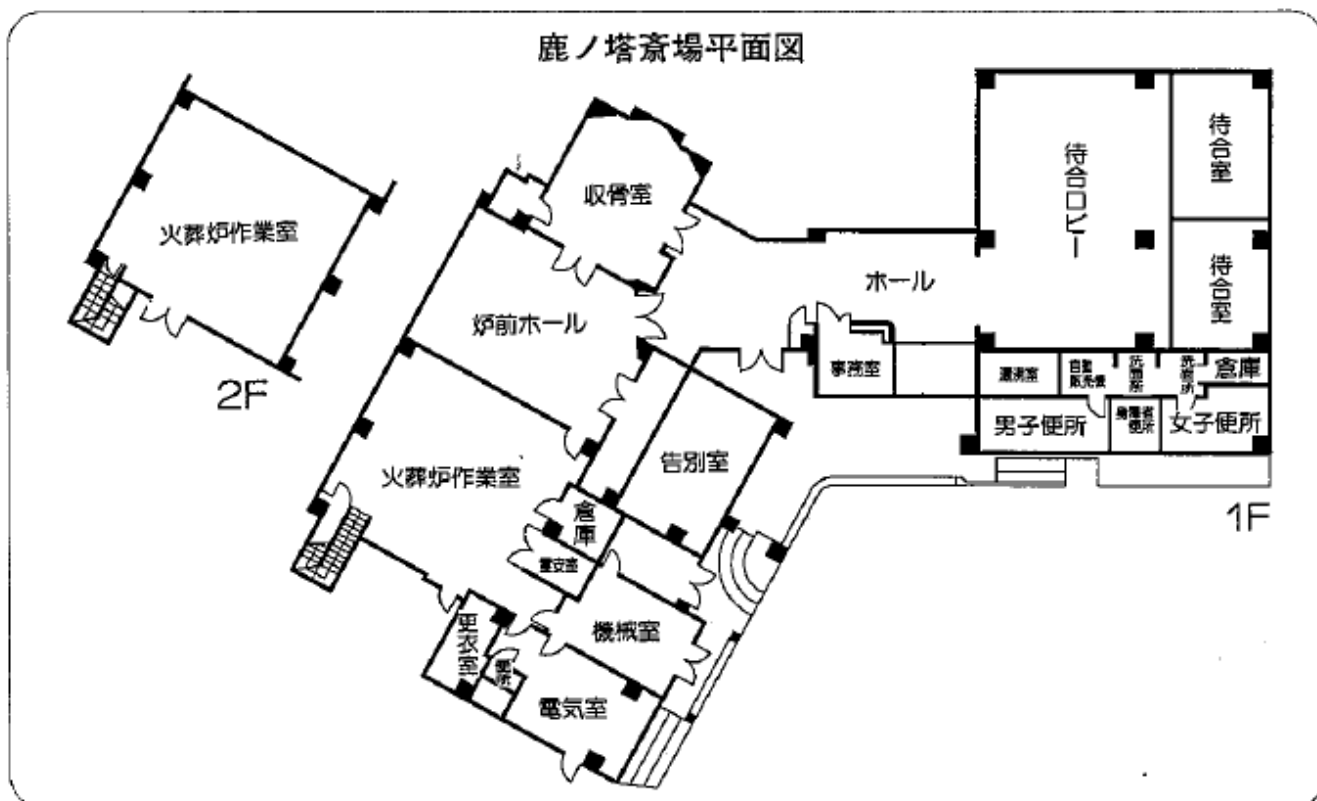 鹿ノ塔斎場平面図
火葬炉作業室
2F
収骨室
炉前ホール
火葬炉作業室
告別室
倉庫
霊安室
機械室
更衣室
便所
電気室
ホール
事務室
待合ロビー
待合室
待合室
湯沸室
自動
販売機
洗面所
洗面所
倉庫
男子便所
身障者
便所
女子便所
1F